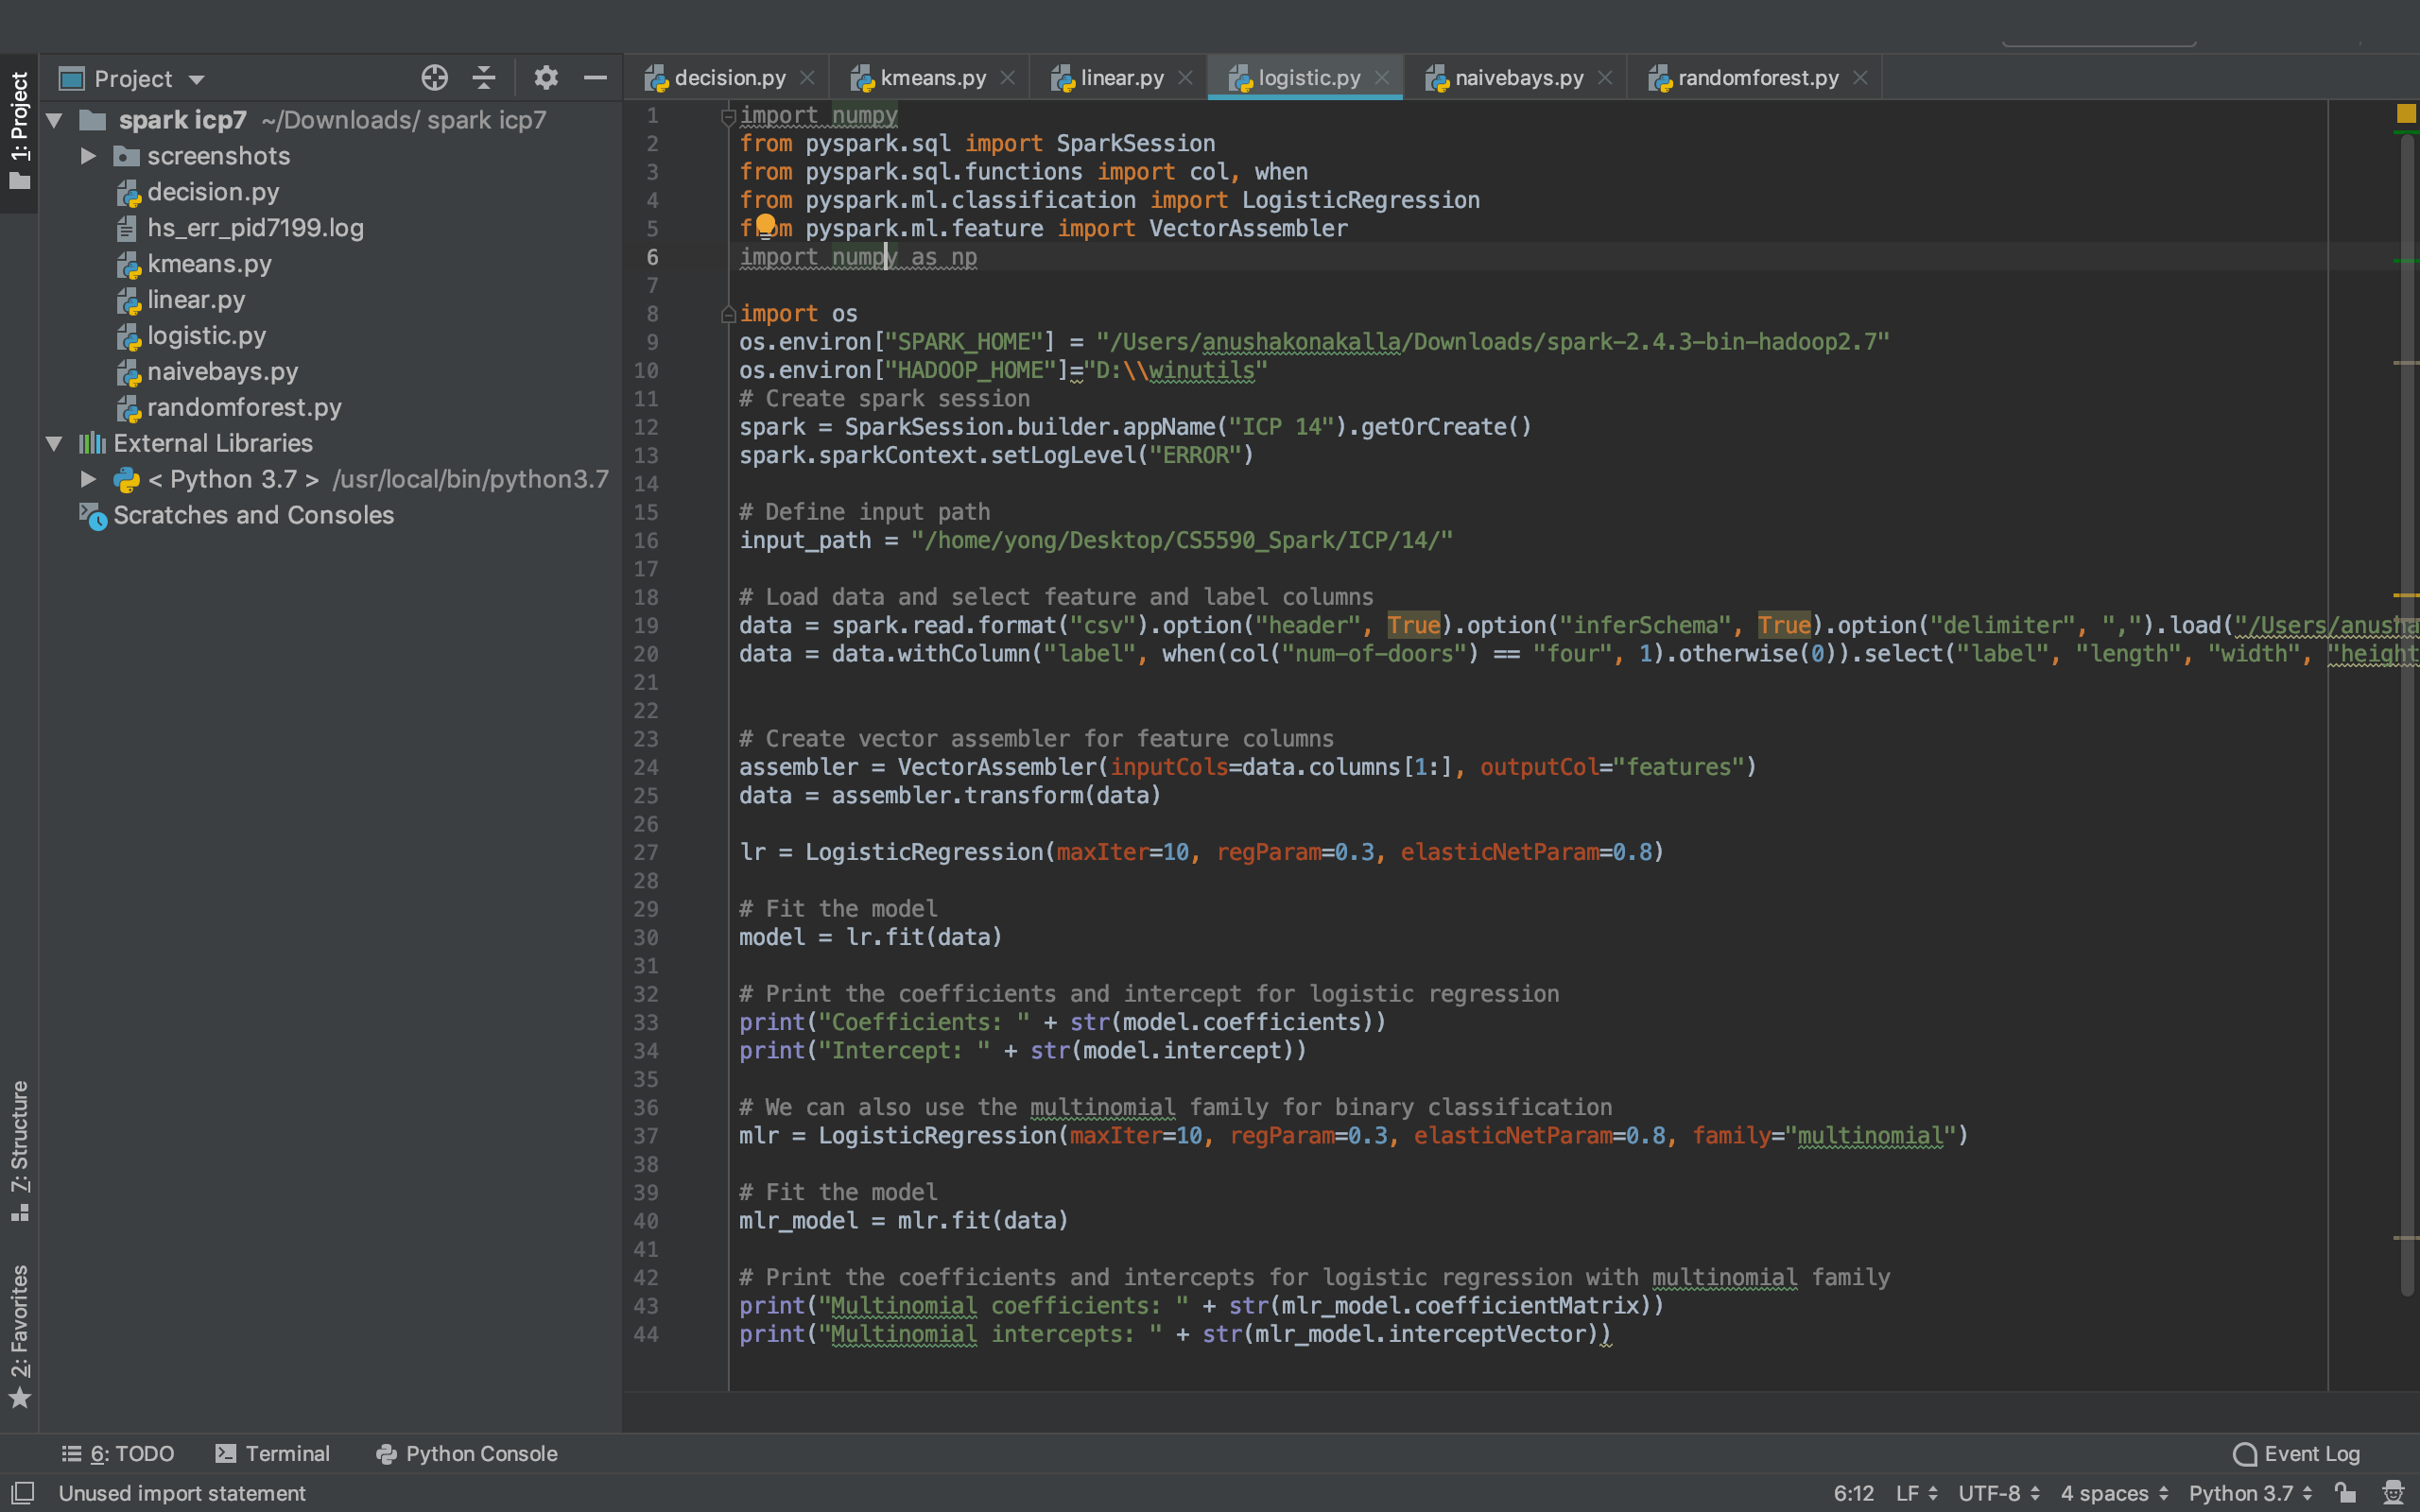 Project
decision.py
kmeans.py
linear.py
logistic.py
naivebays.py
randomforest.py
1: Project
spark icp7 ~/Downloads/ spark icp7
screenshots
decision.py
hs_err_pid7199.log
kmeans.py
linear.py
logistic.py
naivebays.py
randomforest.py
External Libraries
< Python 3.7 > /usr/local/bin/python3.7
Scratches and Consoles
7: Structure
2: Favorites
1 import numpy
2 from pyspark.sql import SparkSession
3 from pyspark.sql.functions import col, when
4 from pyspark.ml.classification import LogisticRegression
5 from pyspark.ml.feature import VectorAssembler
6 import numpy as np
7
8 import os
9 os.environ["SPARK_HOME"] = "/Users/anushakonakalla/Downloads/spark-2.4.3-bin-hadoop2.7"
10 os.environ["HADOOP_HOME"]="D:\\winutils"
11 # Create spark session
12 spark = SparkSession.builder.appName("ICP 14").getOrCreate()
13 spark.sparkContext.setLogLevel("ERROR")
14
15 # Define input path
16 input_path = "/home/yong/Desktop/CS5590_Spark/ICP/14/"
17
18 # Load data and select feature and label columns
19 data = spark.read.format("csv").option("header", True).option("inferSchema", True).option("delimiter", ",").load("/Users/anusha
20 data = data.withColumn("label", when(col("num-of-doors") == "four", 1).otherwise(0)).select("label", "length", "width", "height
21
22
23 # Create vector assembler for feature columns
24 assembler = VectorAssembler(inputCols=data.columns[1:], outputCol="features")
25 data = assembler.transform(data)
26
27 lr = LogisticRegression(maxIter=10, regParam=0.3, elasticNetParam=0.8)
28
29 # Fit the model
30 model = lr.fit(data)
31
32 # Print the coefficients and intercept for logistic regression
33 print("Coefficients: " + str(model.coefficients))
34 print("Intercept: " + str(model.intercept))
35
36 # We can also use the multinomial family for binary classification
37 mlr = LogisticRegression(maxIter=10, regParam=0.3, elasticNetParam=0.8, family="multinomial")
38
39 # Fit the model
40 mlr_model = mlr.fit(data)
41
42 # Print the coefficients and intercepts for logistic regression with multinomial family
43 print("Multinomial coefficients: " + str(mlr_model.coefficientMatrix))
44 print("Multinomial intercepts: " + str(mlr_model.interceptVector))
6: TODO
Terminal
Python Console
Event Log
Unused import statement
6:12 LF UTF-8 4 spaces Python 3.7